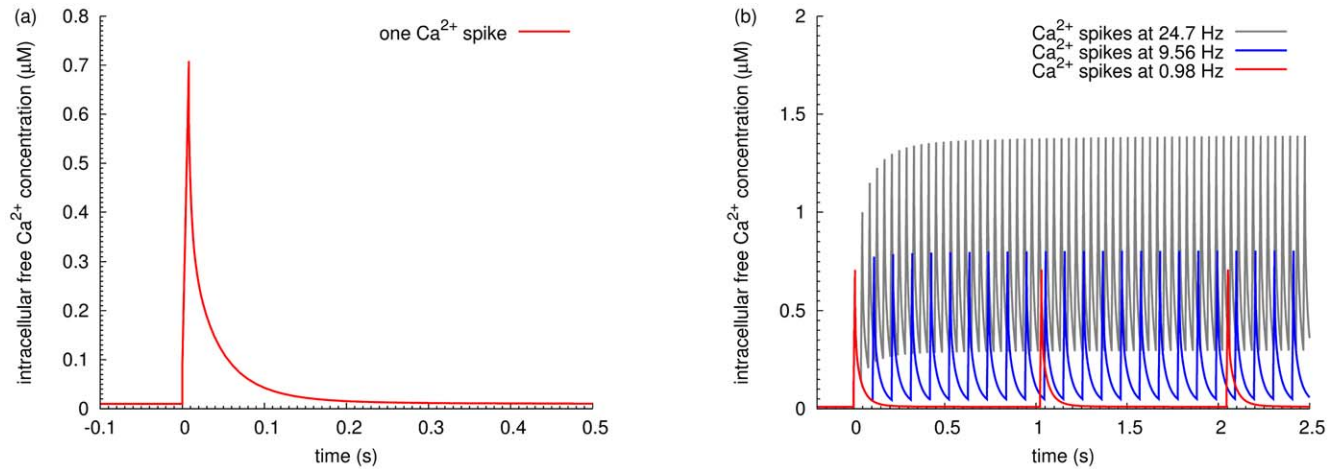 (a)
intracellular free Ca²⁺ concentration (μM)
0.8
0.7
0.6
0.5
0.4
0.3
0.2
0.1
0
one Ca²⁺ spike
-0.1 0 0.1 0.2 0.3 0.4 0.5
time (s)
(b)
intracellular free Ca²⁺ concentration (μM)
2
1.5
1
0.5
0
Ca²⁺ spikes at 24.7 Hz
Ca²⁺ spikes at 9.56 Hz
Ca²⁺ spikes at 0.98 Hz
0 0.5 1 1.5 2 2.5
time (s)